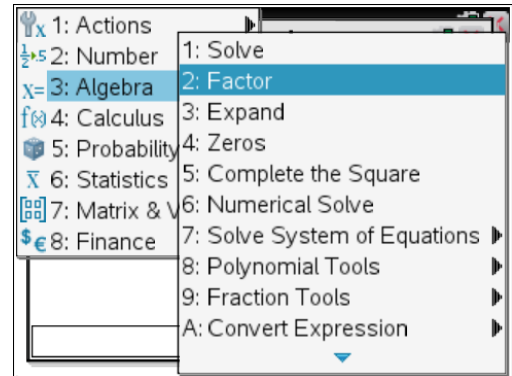 1: Actions
2: Number
3: Algebra
4: Calculus
5: Probability
6: Statistics
7: Matrix & V
8: Finance
1: Solve
2: Factor
3: Expand
4: Zeros
5: Complete the Square
6: Numerical Solve
7: Solve System of Equations
8: Polynomial Tools
9: Fraction Tools
A: Convert Expression